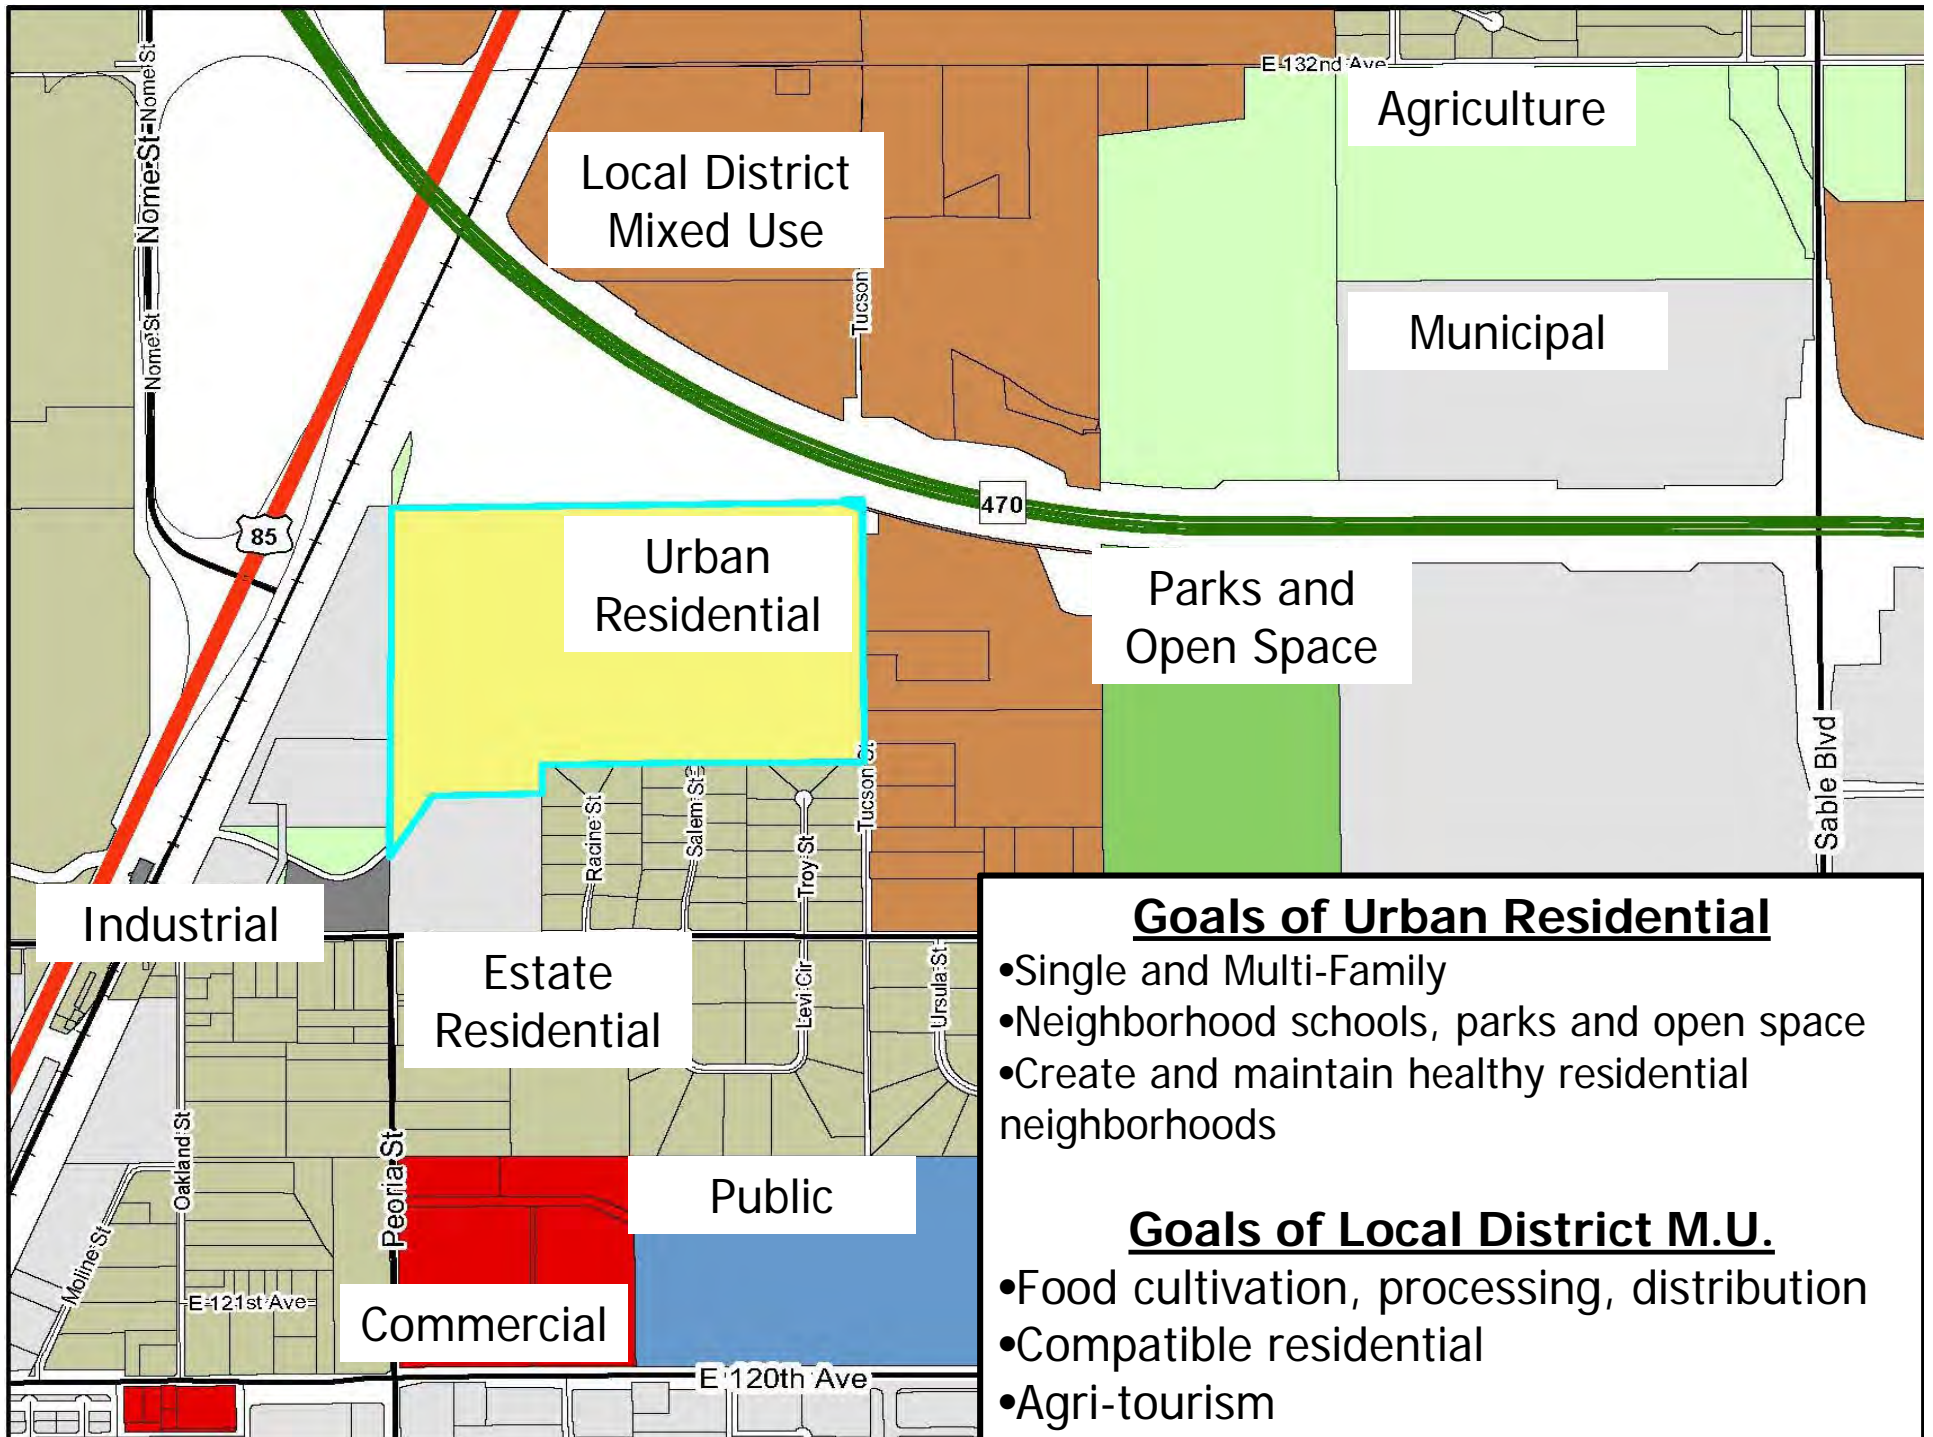 Nome St
Nome St
Nome St
E 132nd Ave
Agriculture
Local District
Mixed Use
Tucson
Municipal
470
85
Urban
Residential
Parks and
Open Space
Sable Blvd
Tucson St
Racine St
Salem St
Troy St
Industrial
Estate
Residential
Levi Cir
Ursula St
Oakland St
Peoria St
Public
Moline St
E 121st Ave
Commercial
E 120th Ave
Goals of Urban Residential
•Single and Multi-Family
•Neighborhood schools, parks and open space
•Create and maintain healthy residential
neighborhoods
Goals of Local District M.U.
•Food cultivation, processing, distribution
•Compatible residential
•Agri-tourism